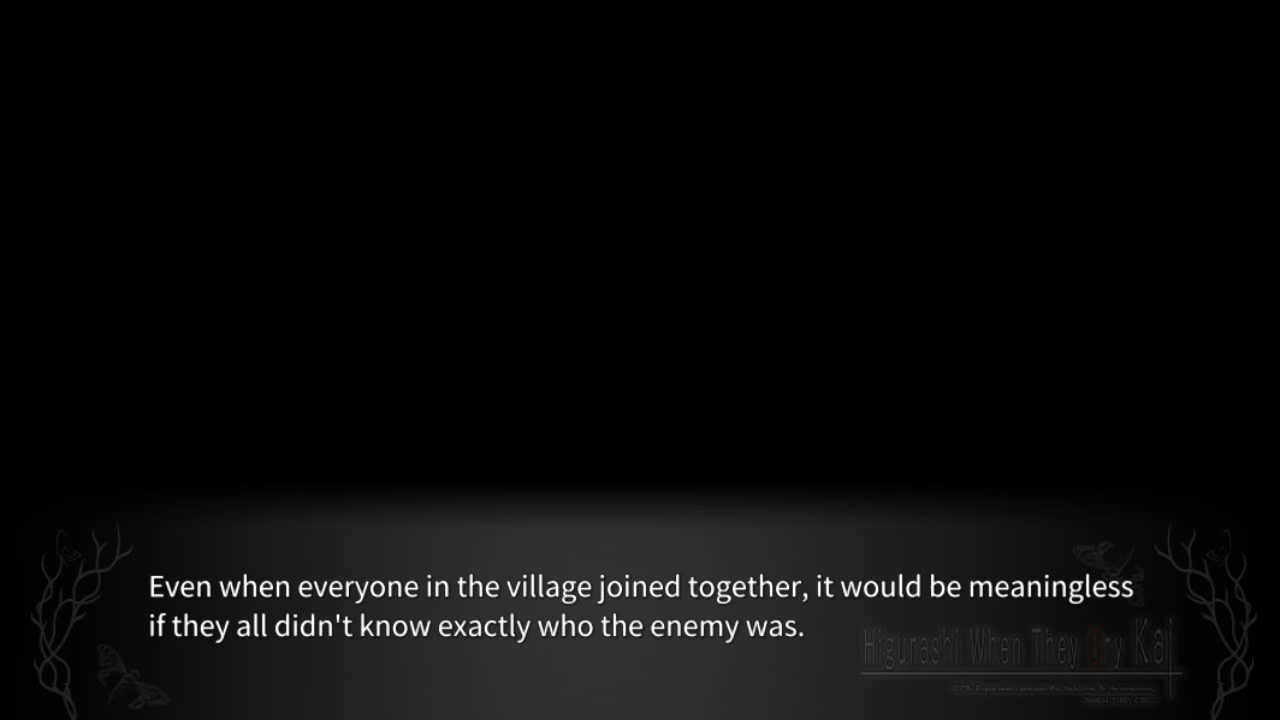 Even when everyone in the village joined together, it would be meaningless
if they all didn't know exactly who the enemy was.
Higurashi When They Cry Kai